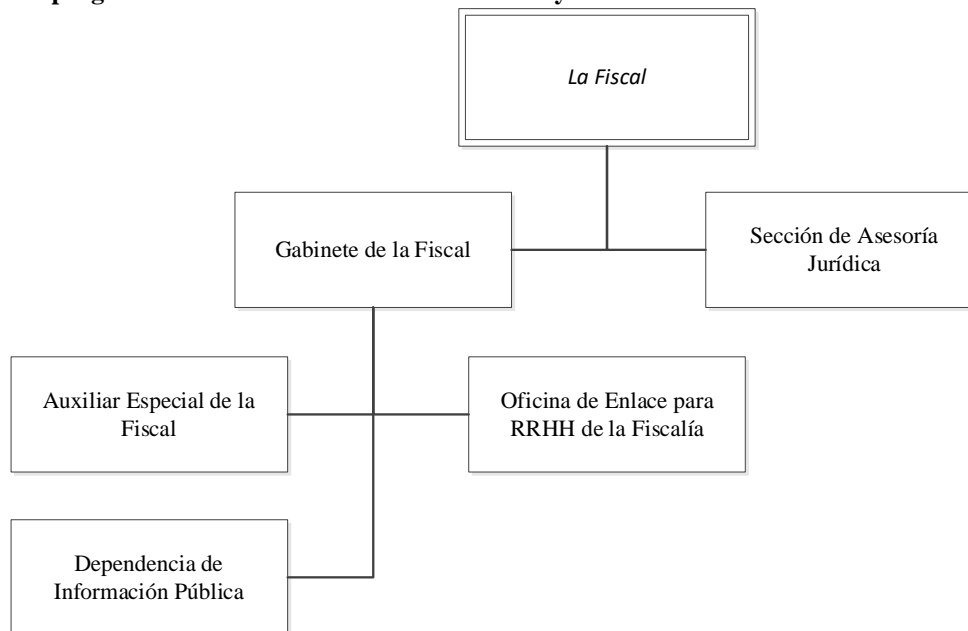 La Fiscal
Gabinete de la Fiscal
Sección de Asesoría
Jurídica
Auxiliar Especial de la
Fiscal
Oficina de Enlace para
RRHH de la Fiscalía
Dependencia de
Información Pública